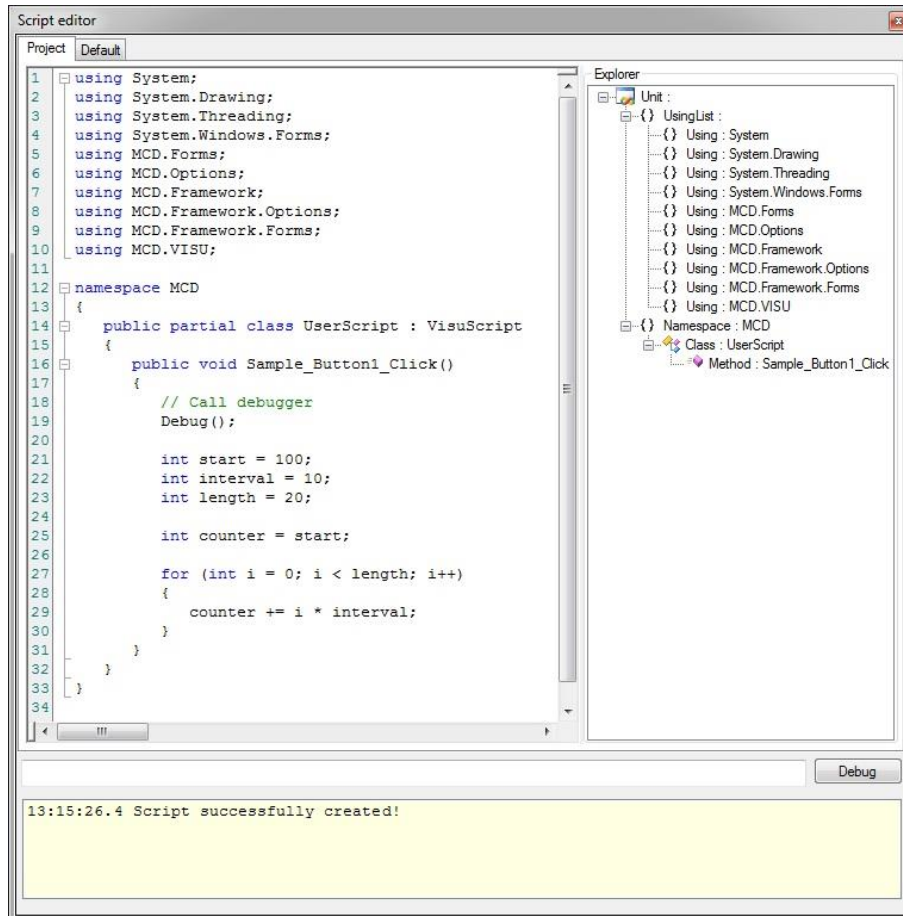 Script editor
Project
Default
1 using System;
2 using System.Drawing;
3 using System.Threading;
4 using System.Windows.Forms;
5 using MCD.Forms;
6 using MCD.Options;
7 using MCD.Framework;
8 using MCD.Framework.Options;
9 using MCD.Framework.Forms;
10 using MCD.VISU;
11
12 namespace MCD
13 {
14 public partial class UserScript : VisuScript
15 {
16 public void Sample_Button1_Click()
17 {
18 // Call debugger
19 Debug();
20
21 int start = 100;
22 int interval = 10;
23 int length = 20;
24
25 int counter = start;
26
27 for (int i = 0; i < length; i++)
28 {
29 counter += i * interval;
30 }
31 }
32 }
33 }
34
Explorer
Unit :
{} UsingList :
{} Using : System
{} Using : System.Drawing
{} Using : System.Threading
{} Using : System.Windows.Forms
{} Using : MCD.Forms
{} Using : MCD.Options
{} Using : MCD.Framework
{} Using : MCD.Framework.Options
{} Using : MCD.Framework.Forms
{} Using : MCD.VISU
{} Namespace : MCD
Class : UserScript
Method : Sample_Button1_Click
Debug
13:15:26.4 Script successfully created!